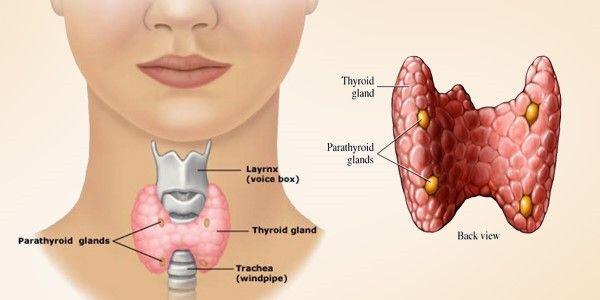 Layrnx
(voice box)
Thyroid gland
Parathyroid glands
Trachea
(windpipe)
Thyroid
gland
Parathyroid
glands
Back view